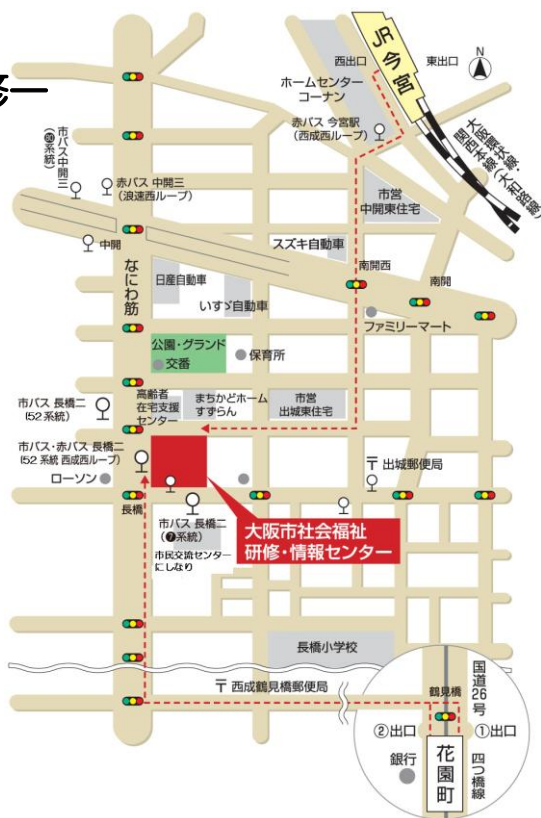 修一
JR今宮
西出口
東出口
N
ホームセンター
コーナン
赤バス 今宮駅
(西成西ループ)
大阪環状線・
関西本線(大和路線)
市バス中開三
赤バス 中開三
(浪速西ループ)
中開
市営
中開東住宅
スズキ自動車
なにわ筋
日産自動車
いすゞ自動車
南開西
南開
ファミリーマート
公園・グランド
交番
保育所
市バス 長橋二
(52系統)
高齢者
在宅支援
センター
まちかどホーム
すずらん
市営
出城東住宅
市バス・赤バス 長橋二
(52系統 西成西ループ)
ローソン
〒出城郵便局
長橋
市バス 長橋二
(❼系統)
市民交流センター
にしなり
大阪市社会福祉
研修・情報センター
長橋小学校
〒西成鶴見橋郵便局
鶴見橋
国道26号
②出口
①出口
銀行
花園町
四つ橋線